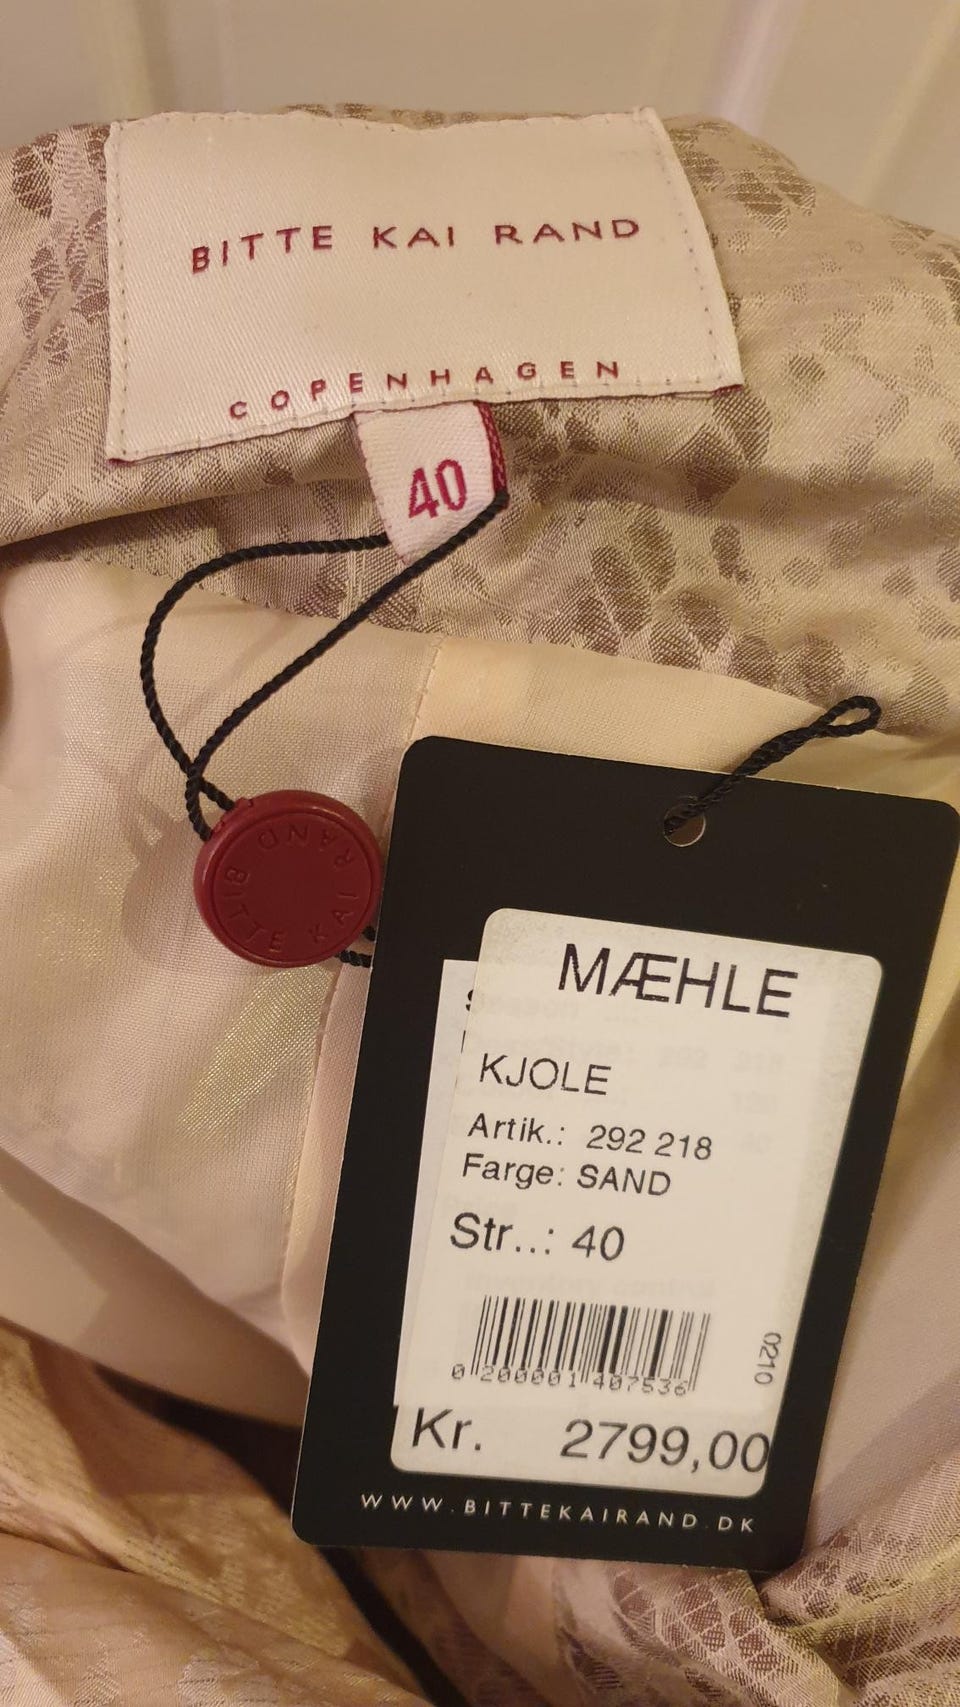 BITTE KAI RAND
COPENHAGEN
40
BITTE KAI RAND
MÆHLE
KJOLE
Artik.: 292 218
Farge: SAND
Str..: 40
0 200001 407536
0210
Kr. 2799,00
WWW.BITTEKAIRAND.DK